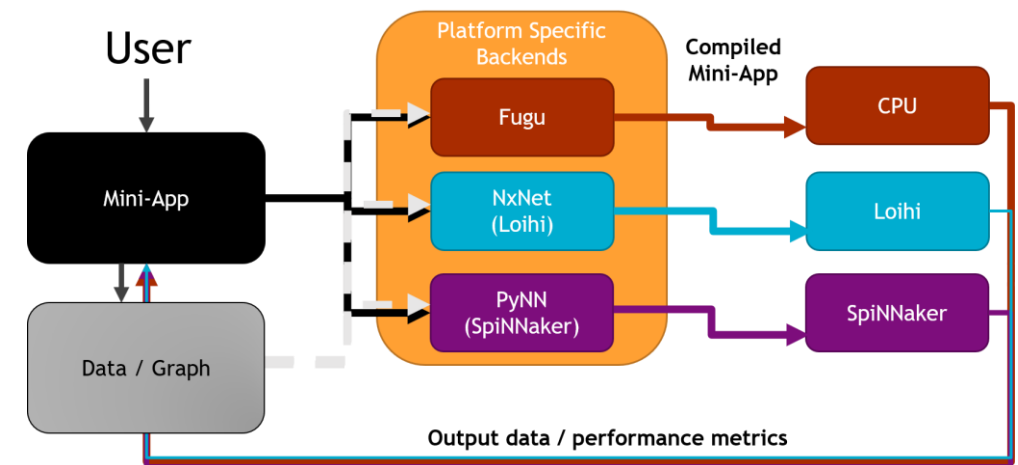 User
Platform Specific
Backends
Compiled
Mini-App
Fugu
CPU
Mini-App
NxNet
(Loihi)
Loihi
PyNN
(SpiNNaker)
SpiNNaker
Data / Graph
Output data / performance metrics